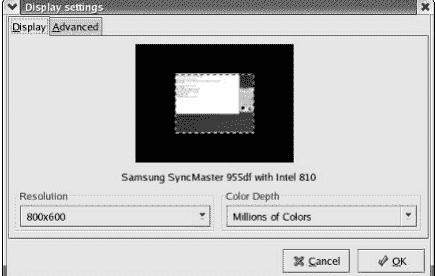 Display settings
Display Advanced
Samsung SyncMaster 955df with Intel 810
Resolution Color Depth
800x600 Millions of Colors
Cancel OK